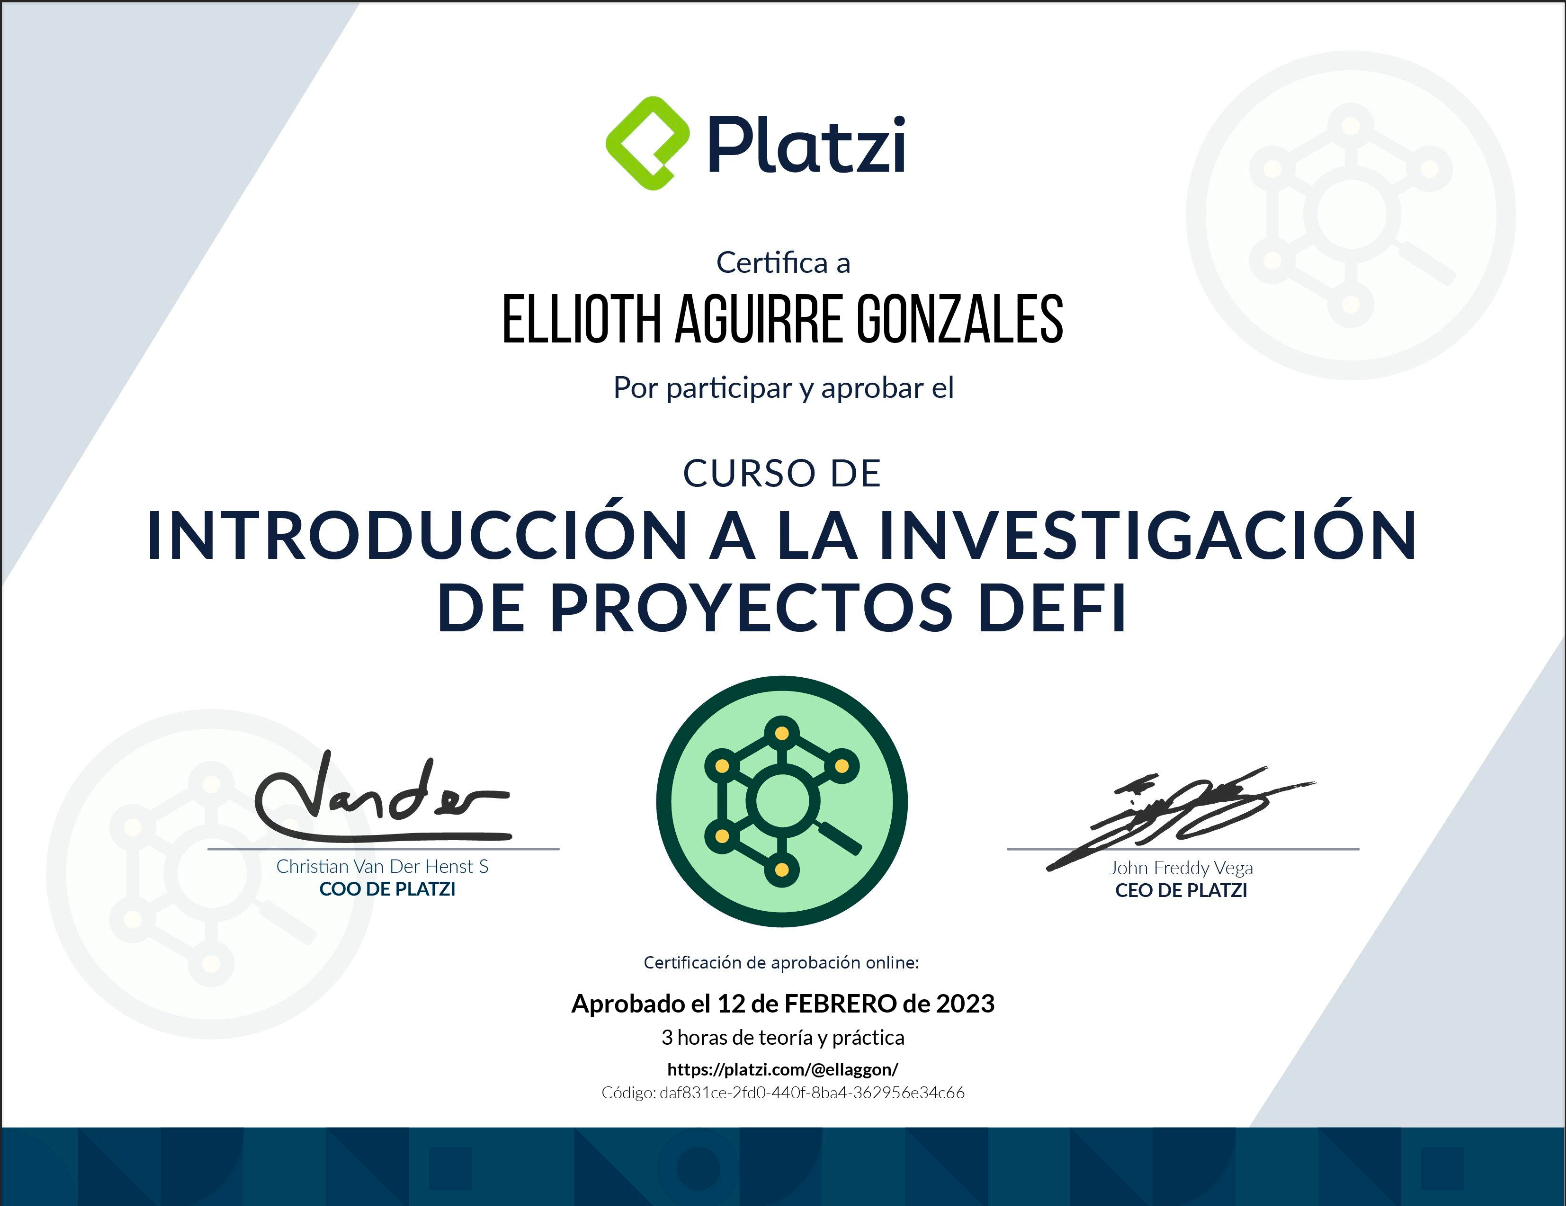 Platzi
Certifica a
ELLIOTH AGUIRRE GONZALES
Por participar y aprobar el
CURSO DE
INTRODUCCIÓN A LA INVESTIGACIÓN
DE PROYECTOS DEFI
Vander
Christian Van Der Henst S
COO DE PLATZI
John Freddy Vega
CEO DE PLATZI
Certificación de aprobación online:
Aprobado el 12 de FEBRERO de 2023
3 horas de teoría y práctica
https://platzi.com/@ellaggon/
Código: daf831ce-2fd0-440f-8ba4-362956e34c66